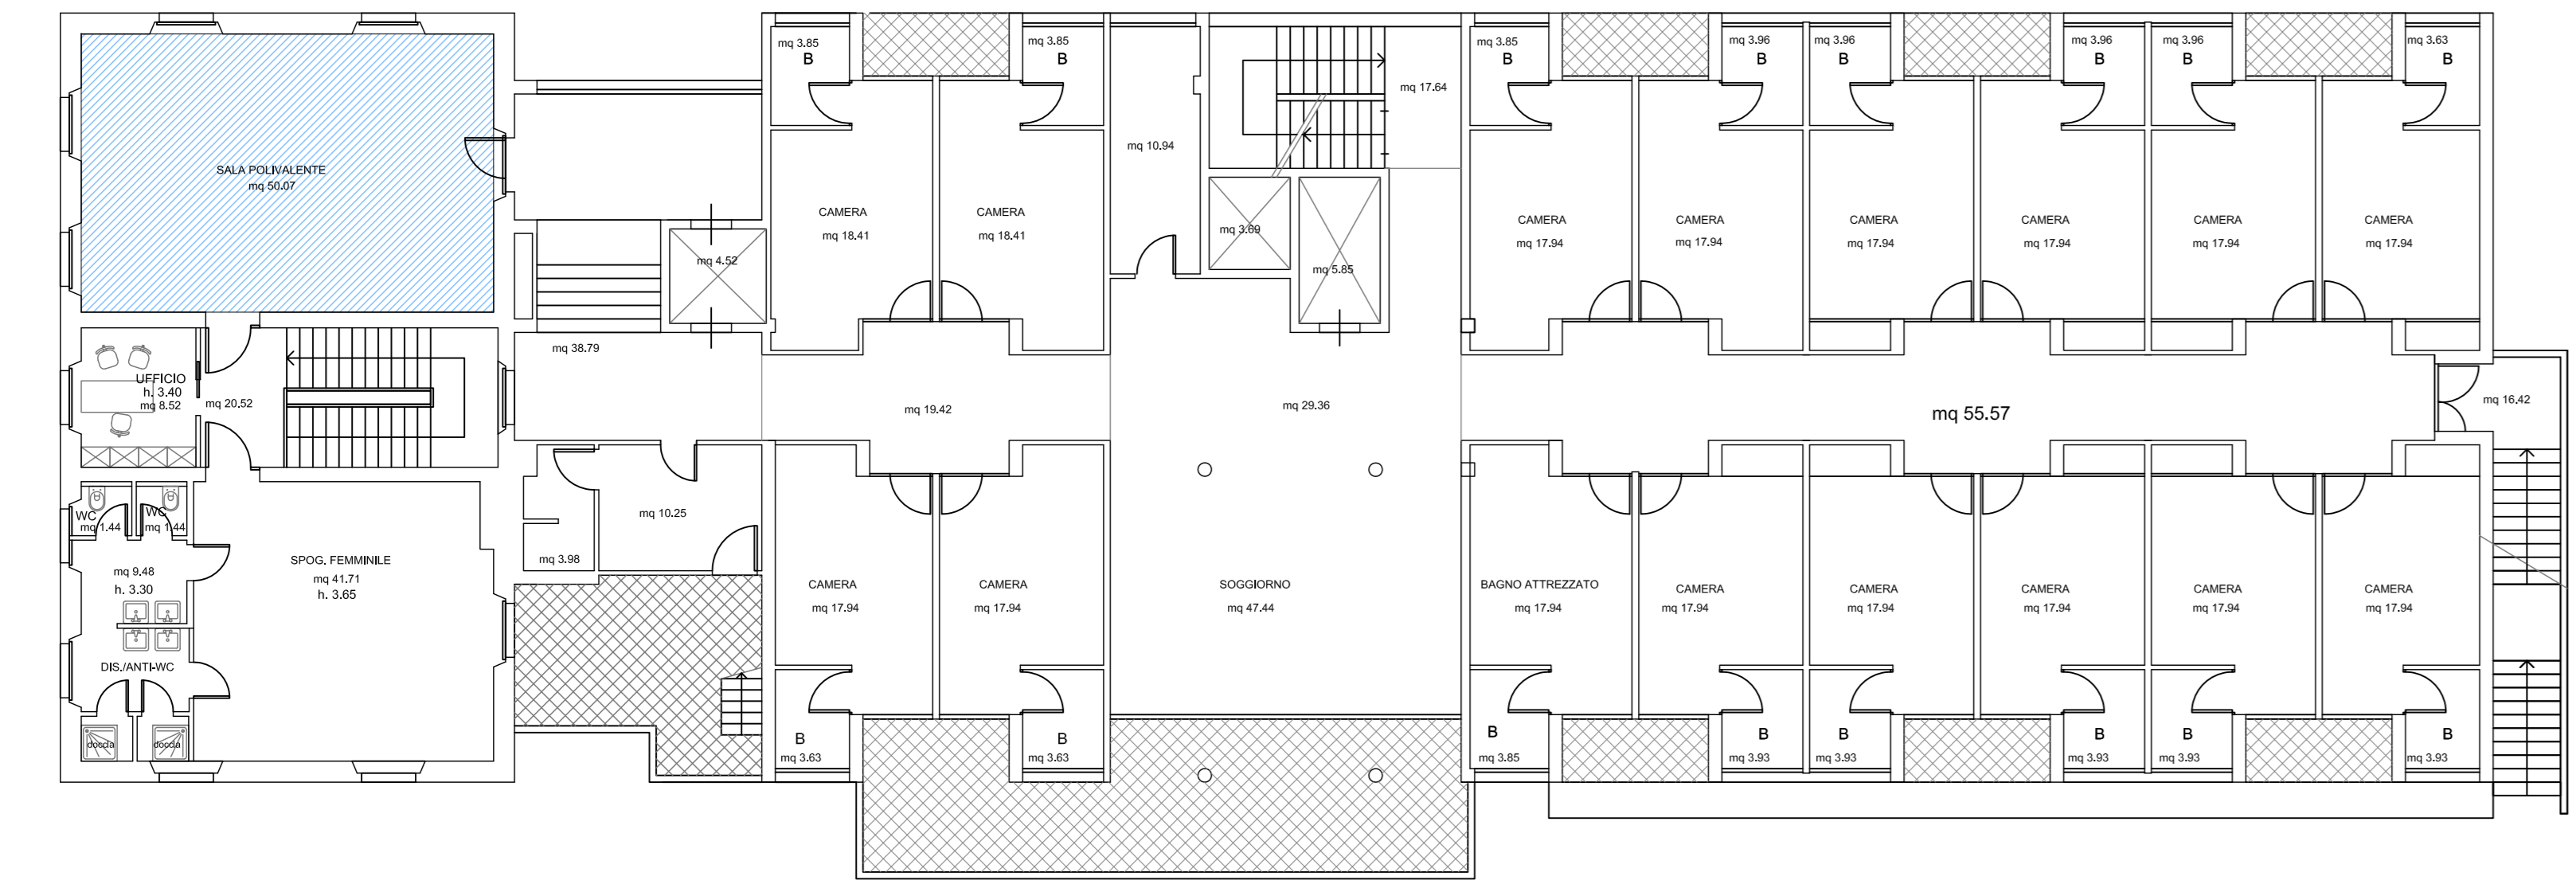 mq 3.85
B
mq 3.85
B
mq 3.85
B
mq 3.96
B
mq 3.96
B
mq 3.96
B
mq 3.96
B
mq 3.63
B
mq 17.64
mq 10.94
SALA POLIVALENTE
mq 50.07
CAMERA
mq 18.41
CAMERA
mq 18.41
mq 3.69
mq 4.52
mq 5.85
CAMERA
mq 17.94
CAMERA
mq 17.94
CAMERA
mq 17.94
CAMERA
mq 17.94
CAMERA
mq 17.94
CAMERA
mq 17.94
mq 38.79
UFFICIO
h. 3.40
mq 8.52
mq 20.52
mq 19.42
mq 29.36
mq 55.57
mq 16.42
WC
mq 1.44
WC
mq 1.44
mq 10.25
mq 3.98
mq 9.48
h. 3.30
SPOG. FEMMINILE
mq 41.71
h. 3.65
DIS./ANTI-WC
doccia
doccia
CAMERA
mq 17.94
CAMERA
mq 17.94
SOGGIORNO
mq 47.44
BAGNO ATTREZZATO
mq 17.94
CAMERA
mq 17.94
CAMERA
mq 17.94
CAMERA
mq 17.94
CAMERA
mq 17.94
CAMERA
mq 17.94
B
mq 3.63
B
mq 3.63
B
mq 3.85
B
mq 3.93
B
mq 3.93
B
mq 3.93
B
mq 3.93
B
mq 3.93